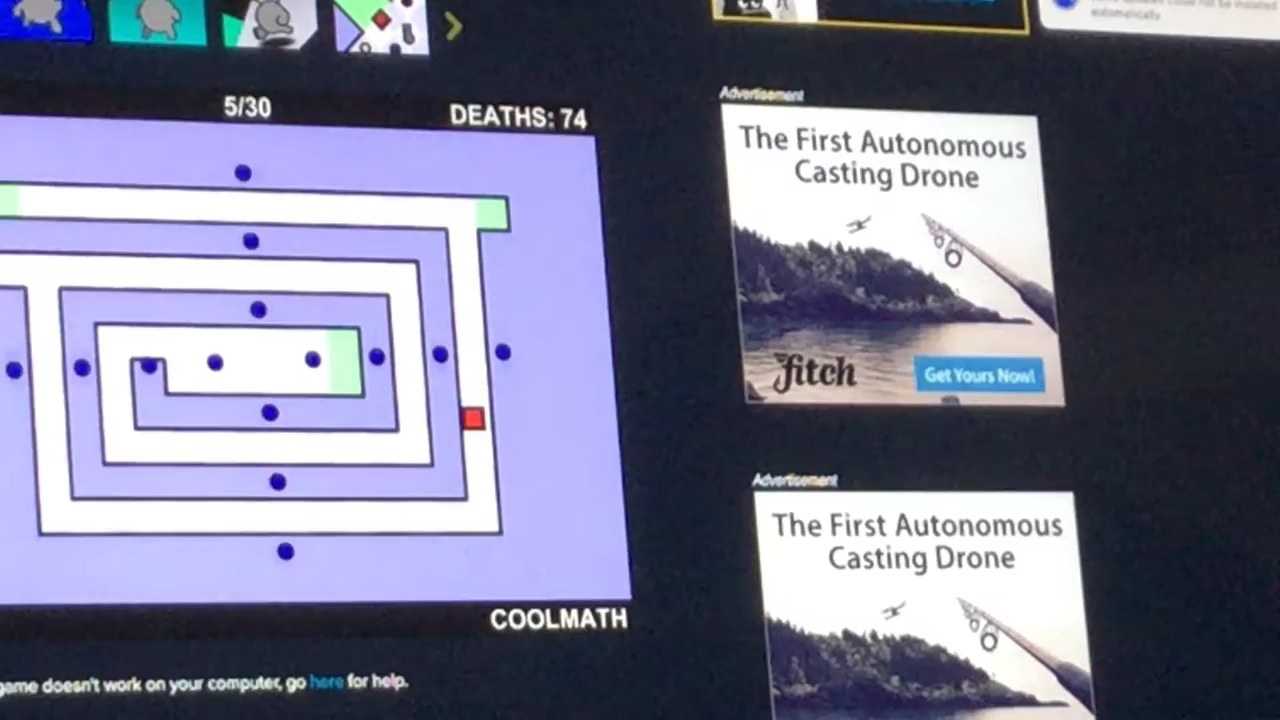 automatically.
5/30
DEATHS: 74
COOLMATH
game doesn't work on your computer, go here for help.
Advertisement
The First Autonomous
Casting Drone
fitch
Get Yours Now!
Advertisement
The First Autonomous
Casting Drone